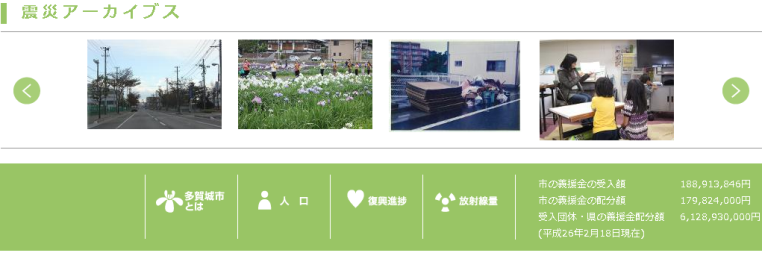 震災アーカイブス
多賀城市
とは
人 口
復興進捗
放射線量
市の義援金の受入額 188,913,846円
市の義援金の配分額 179,824,000円
受入団体・県の義援金配分額 6,128,930,000円
(平成26年2月18日現在)